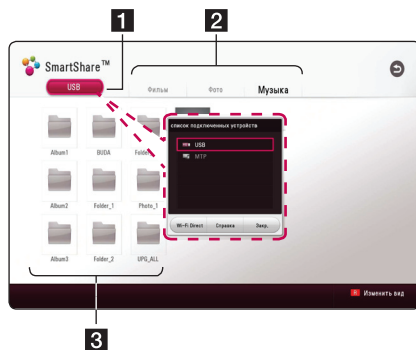 1
2
SmartShare™
USB
Фильм
Фото
Музыка
список подключенных устройств
USB
MTP
Wi-Fi Direct
Справка
Закр.
Album1
BUDA
Folder
Album2
Folder_1
Photo_1
Album3
Folder_2
UPG_ALL
Изменить вид
3